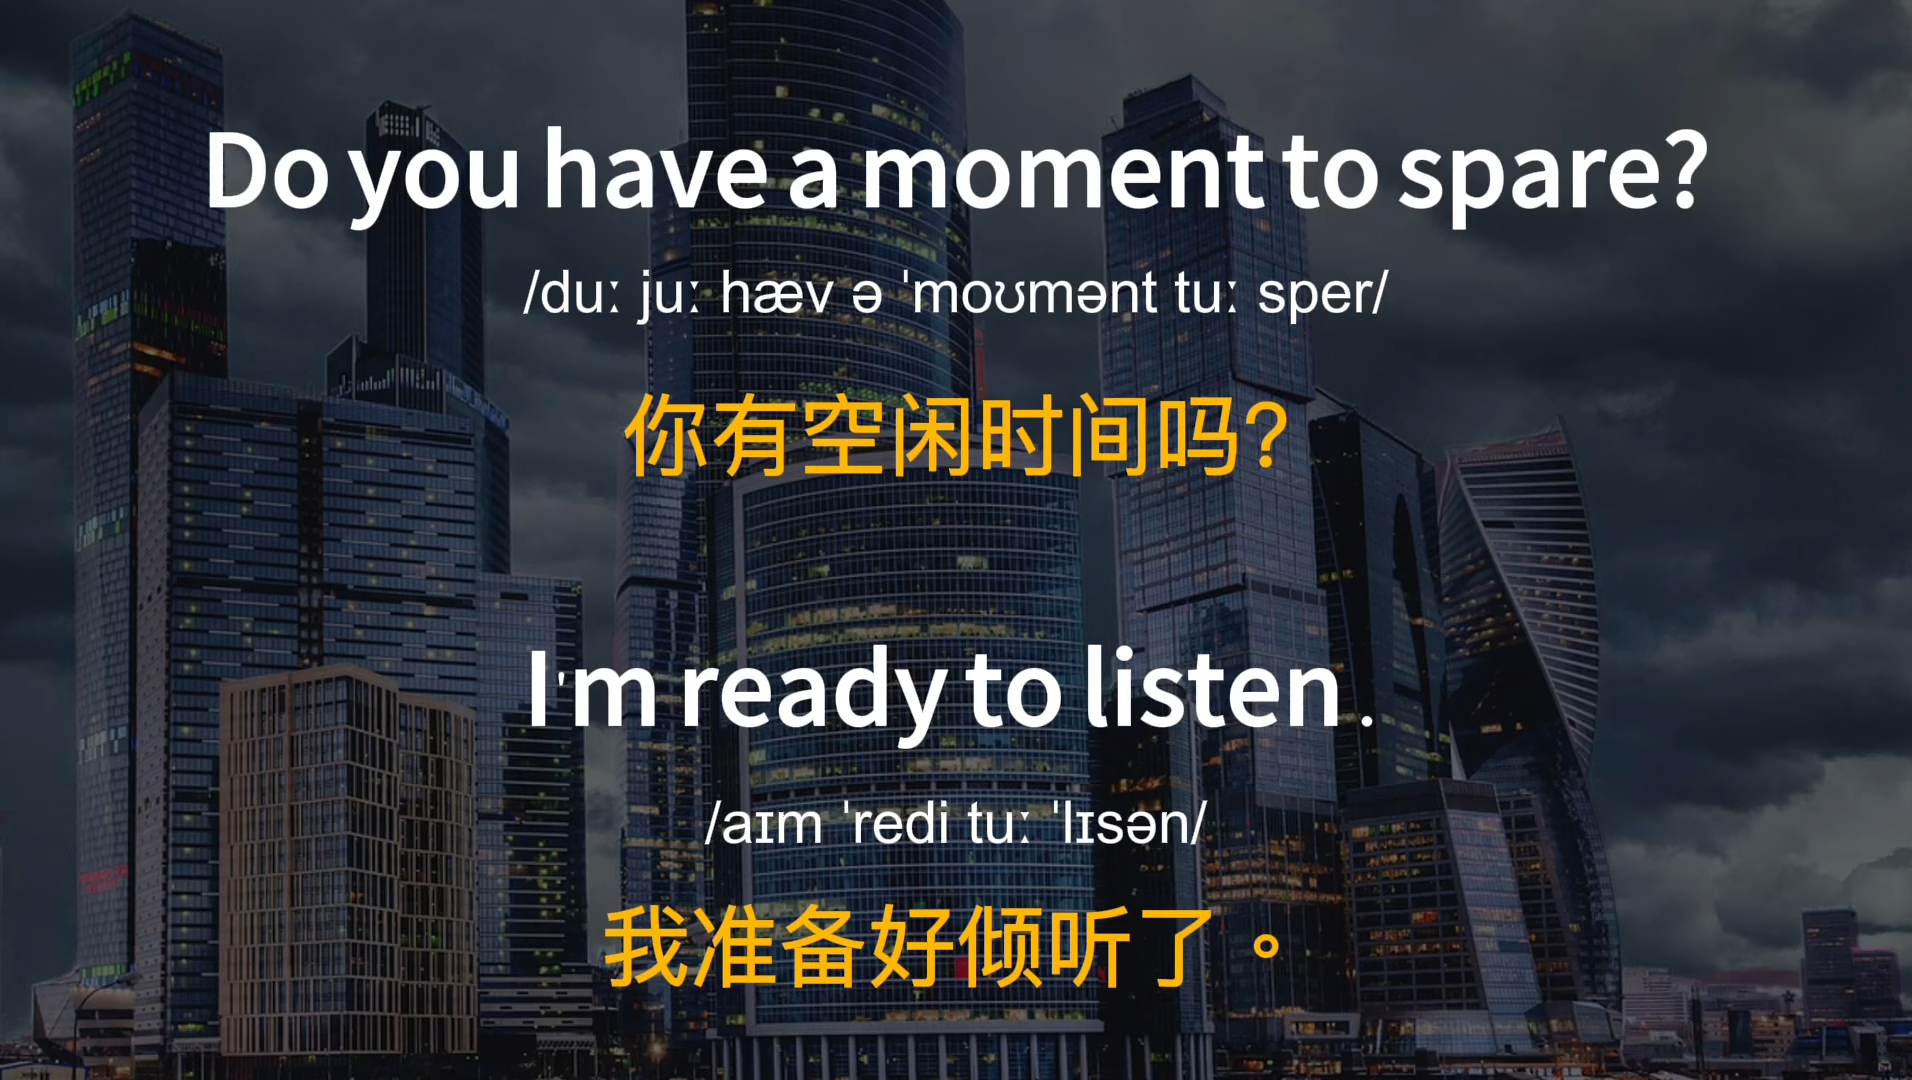 Do you have a moment to spare?
/duː juː hæv ə ˈmoʊmənt tuː sper/
你有空闲时间吗?
I'm ready to listen.
/aɪm ˈredi tuː ˈlɪsən/
我准备好倾听了。